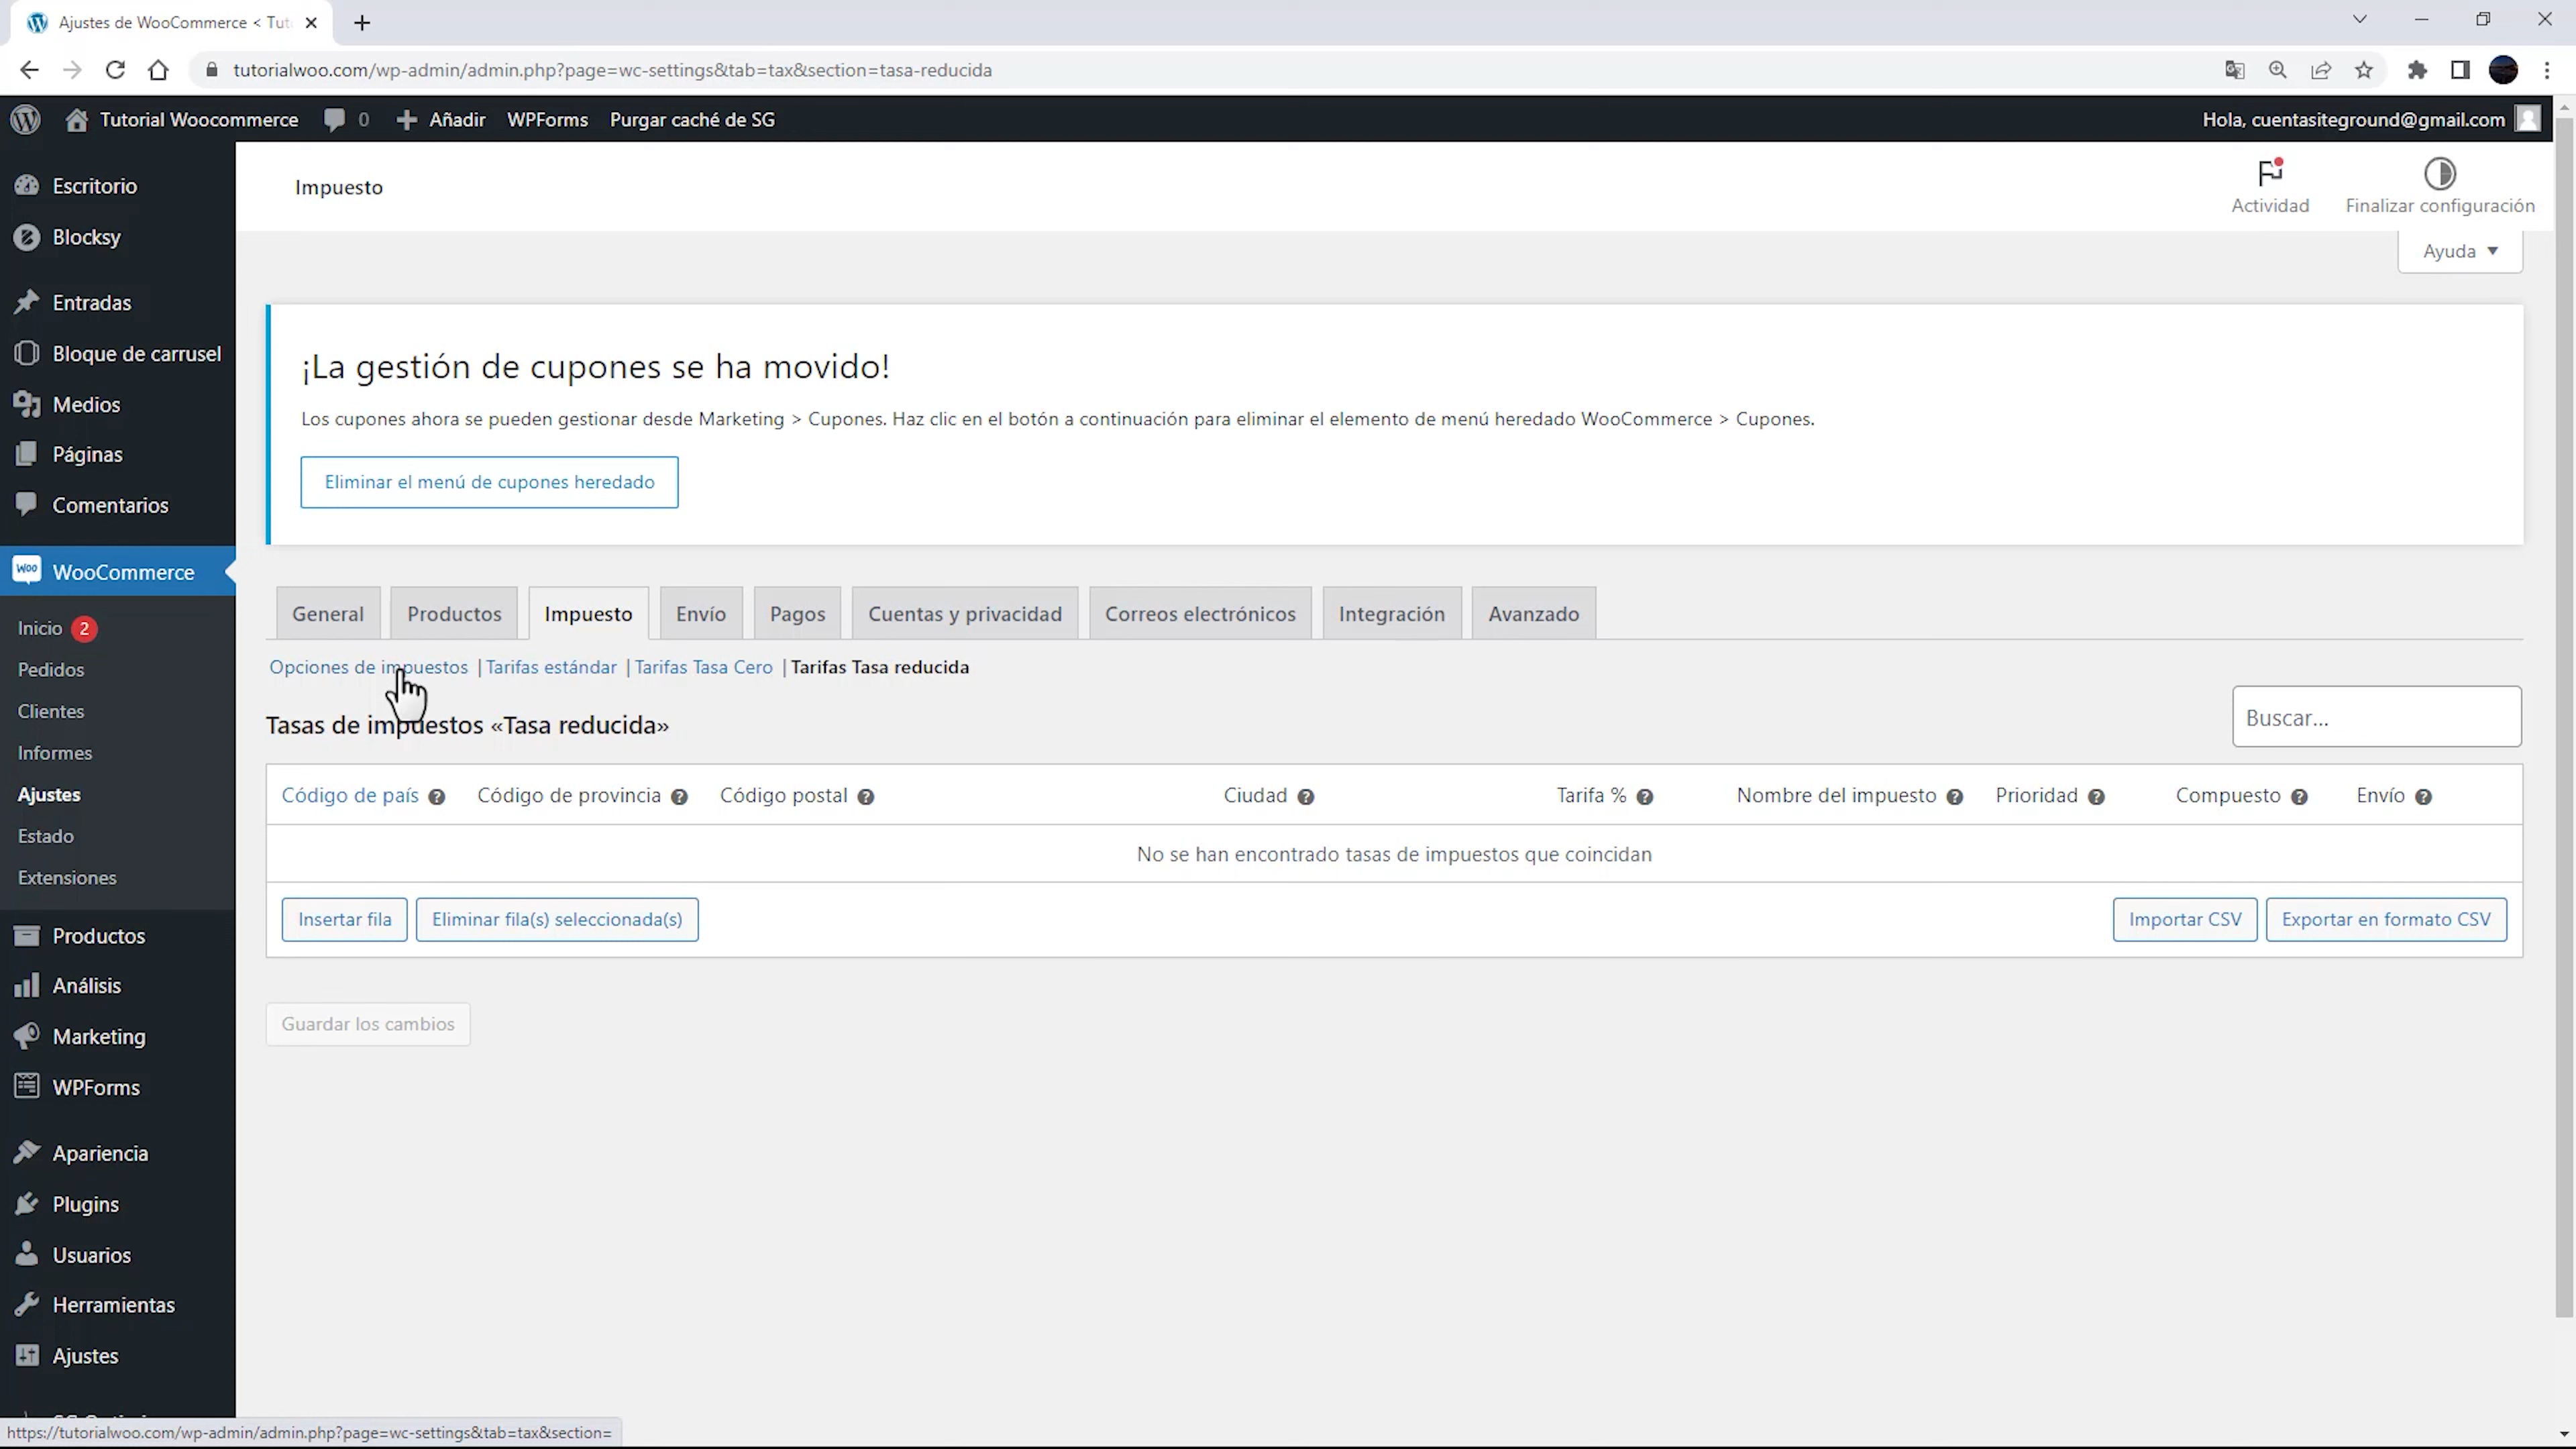 Ajustes de WooCommerce < Tut
tutorialwoo.com/wp-admin/admin.php?page=wc-settings&tab=tax&section=tasa-reducida
Tutorial Woocommerce 0 Añadir WPForms Purgar caché de SG Hola, cuentasiteground@gmail.com
Escritorio
Blocksy
Entradas
Bloque de carrusel
Medios
Páginas
Comentarios
Woo WooCommerce
Inicio 2
Pedidos
Clientes
Informes
Ajustes
Estado
Extensiones
Productos
Análisis
Marketing
WPForms
Apariencia
Plugins
Usuarios
Herramientas
Ajustes
Impuesto
Actividad
Finalizar configuración
Ayuda
¡La gestión de cupones se ha movido!
Los cupones ahora se pueden gestionar desde Marketing > Cupones. Haz clic en el botón a continuación para eliminar el elemento de menú heredado WooCommerce > Cupones.
Eliminar el menú de cupones heredado
General Productos Impuesto Envío Pagos Cuentas y privacidad Correos electrónicos Integración Avanzado
Opciones de impuestos | Tarifas estándar | Tarifas Tasa Cero | Tarifas Tasa reducida
Tasas de impuestos «Tasa reducida»
Buscar...
Código de país Código de provincia Código postal Ciudad Tarifa % Nombre del impuesto Prioridad Compuesto Envío
No se han encontrado tasas de impuestos que coincidan
Insertar fila Eliminar fila(s) seleccionada(s) Importar CSV Exportar en formato CSV
Guardar los cambios
https://tutorialwoo.com/wp-admin/admin.php?page=wc-settings&tab=tax&section=